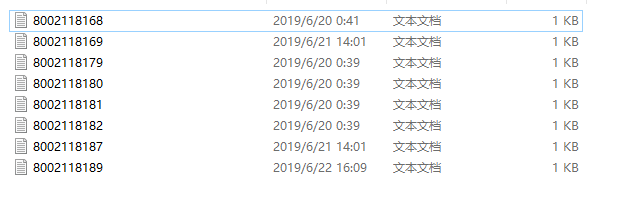 8002118168 2019/6/20 0:41 文本文档 1 KB
8002118169 2019/6/21 14:01 文本文档 1 KB
8002118179 2019/6/20 0:39 文本文档 1 KB
8002118180 2019/6/20 0:39 文本文档 1 KB
8002118181 2019/6/20 0:39 文本文档 1 KB
8002118182 2019/6/20 0:39 文本文档 1 KB
8002118187 2019/6/21 14:01 文本文档 1 KB
8002118189 2019/6/22 16:09 文本文档 1 KB